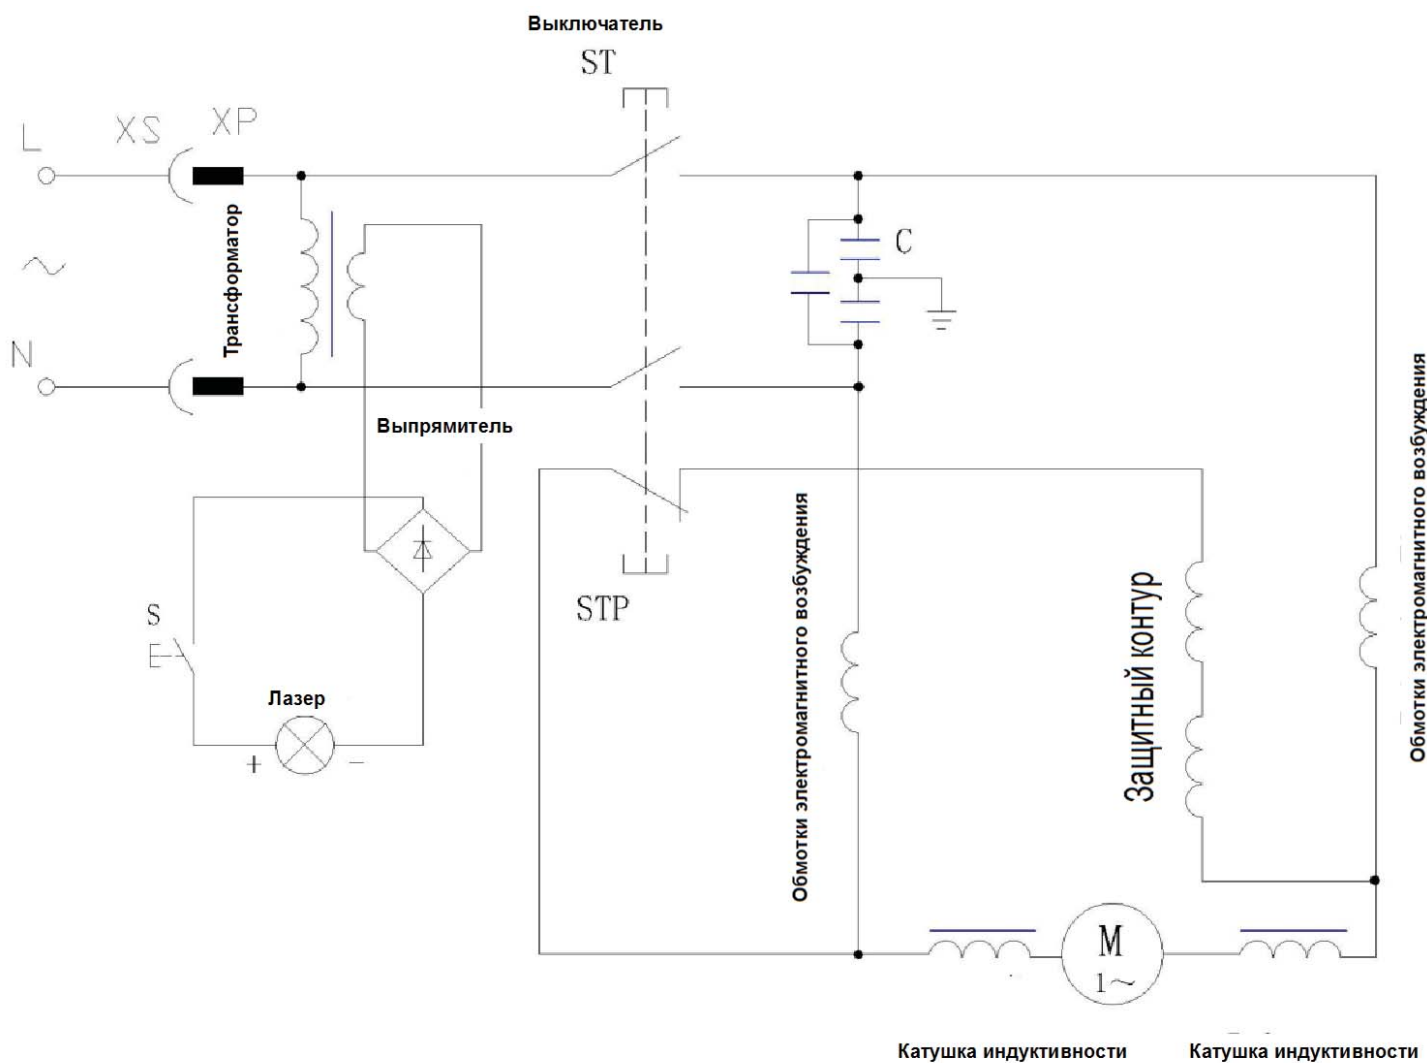 Выключатель
ST
L
XS
XP
Трансформатор
C
N
Выпрямитель
S
E
STP
Лазер
+
−
Обмотки электромагнитного возбуждения
Защитный контур
Обмотки электромагнитного возбуждения
M
1~
Катушка индуктивности
Катушка индуктивности